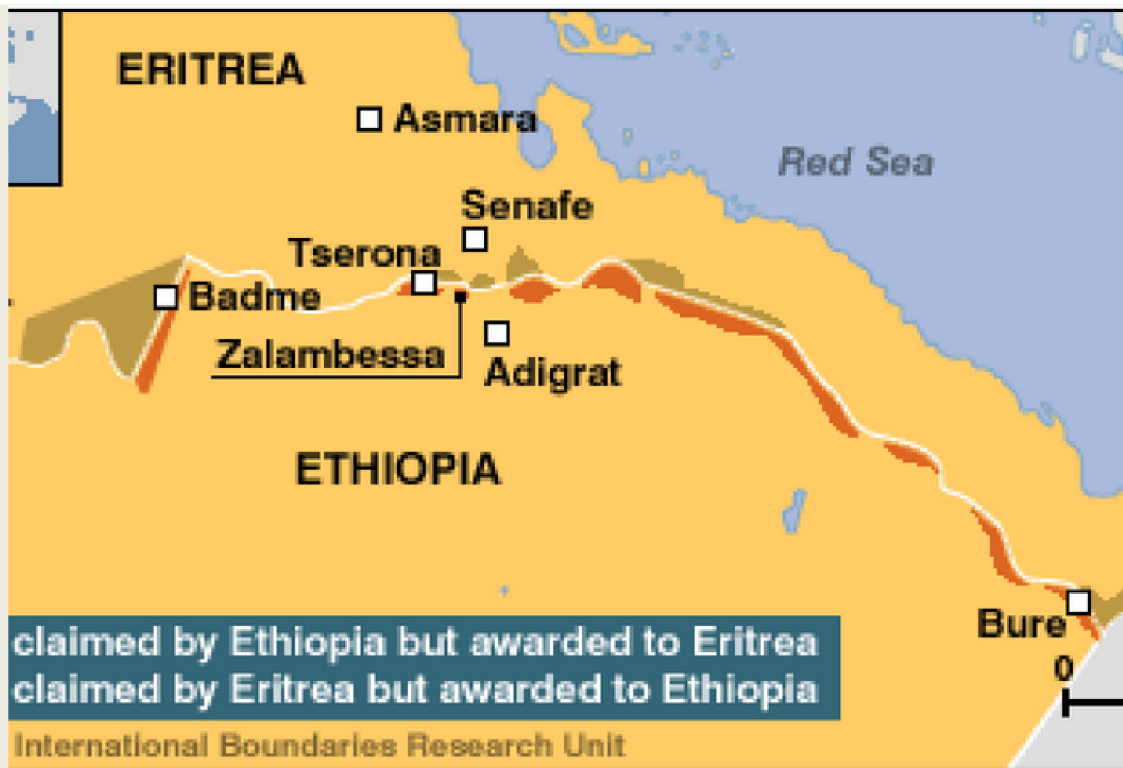 ERITREA
Asmara
Red Sea
Senafe
Tserona
Badme
Zalambessa
Adigrat
ETHIOPIA
Bure
claimed by Ethiopia but awarded to Eritrea
0
claimed by Eritrea but awarded to Ethiopia
International Boundaries Research Unit